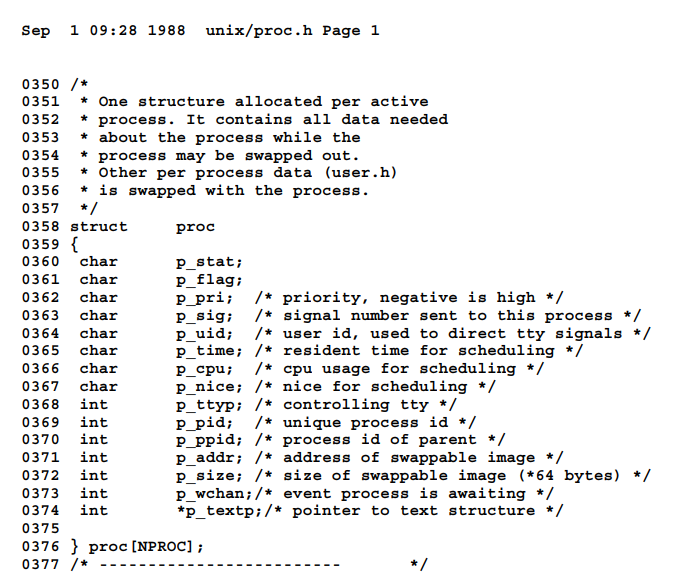 Sep  1 09:28 1988  unix/proc.h Page 1
0350 /*
0351  * One structure allocated per active
0352  * process. It contains all data needed
0353  * about the process while the
0354  * process may be swapped out.
0355  * Other per process data (user.h)
0356  * is swapped with the process.
0357  */
0358 struct     proc
0359 {
0360  char      p_stat;
0361  char      p_flag;
0362  char      p_pri;  /* priority, negative is high */
0363  char      p_sig;  /* signal number sent to this process */
0364  char      p_uid;  /* user id, used to direct tty signals */
0365  char      p_time; /* resident time for scheduling */
0366  char      p_cpu;  /* cpu usage for scheduling */
0367  char      p_nice; /* nice for scheduling */
0368  int       p_ttyp; /* controlling tty */
0369  int       p_pid;  /* unique process id */
0370  int       p_ppid; /* process id of parent */
0371  int       p_addr; /* address of swappable image */
0372  int       p_size; /* size of swappable image (*64 bytes) */
0373  int       p_wchan;/* event process is awaiting */
0374  int       *p_textp;/* pointer to text structure */
0375
0376 } proc[NPROC];
0377 /* -------------------------       */